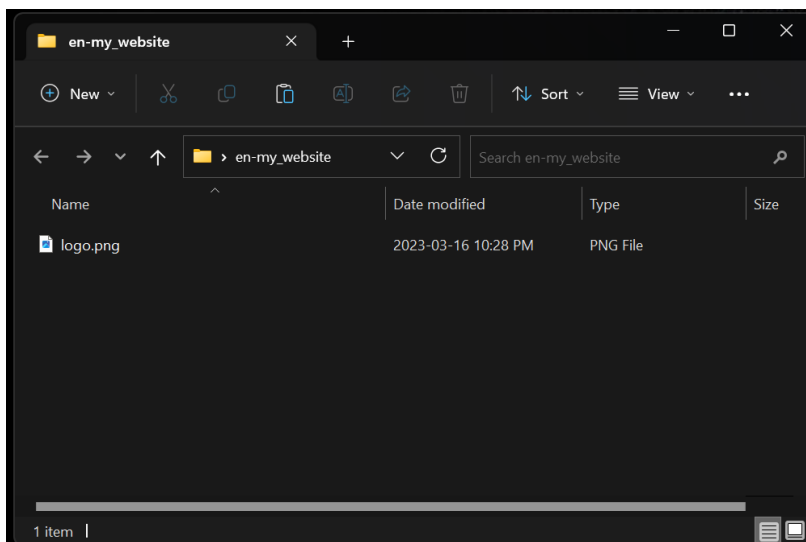 en-my_website
New Sort View
en-my_website Search en-my_website
Name Date modified Type Size
logo.png 2023-03-16 10:28 PM PNG File
1 item